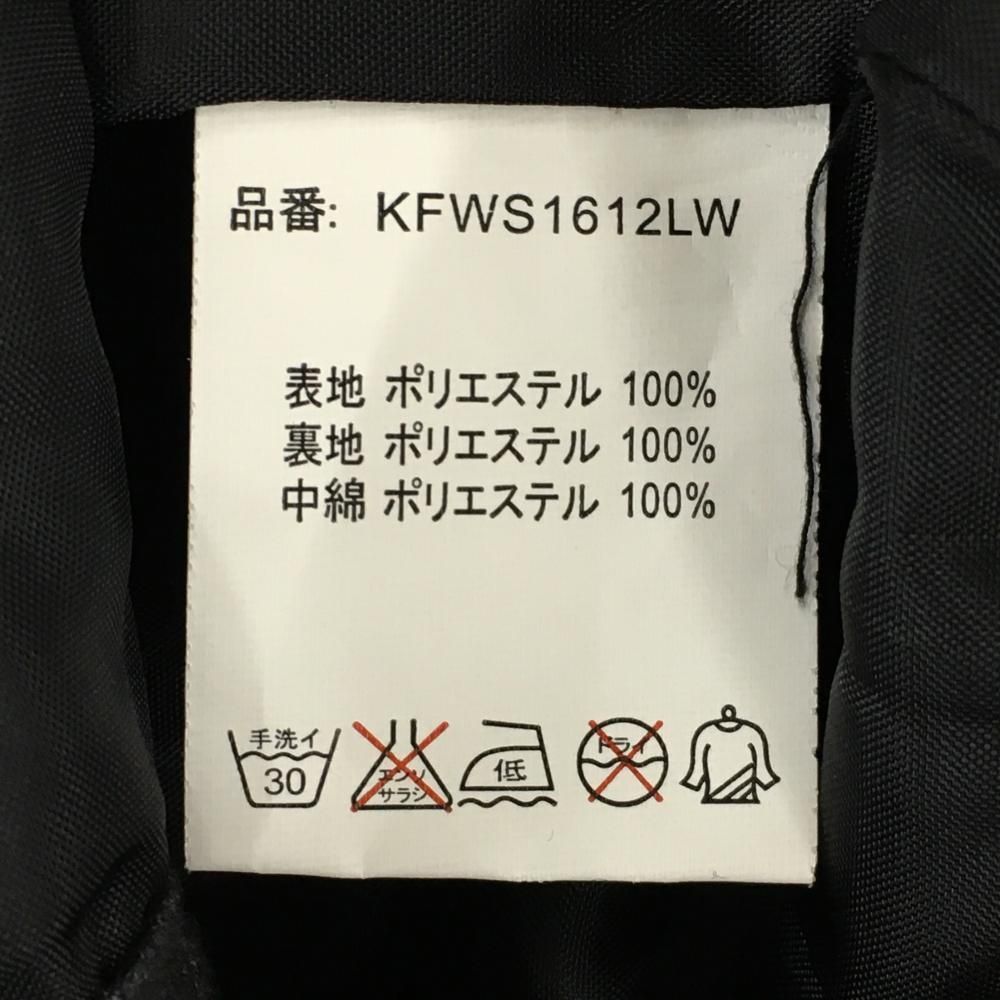 品番: KFWS1612LW
表地 ポリエステル 100%
裏地 ポリエステル 100%
中綿 ポリエステル 100%
手洗イ
30
エンソ
サラシ
低
ドライ